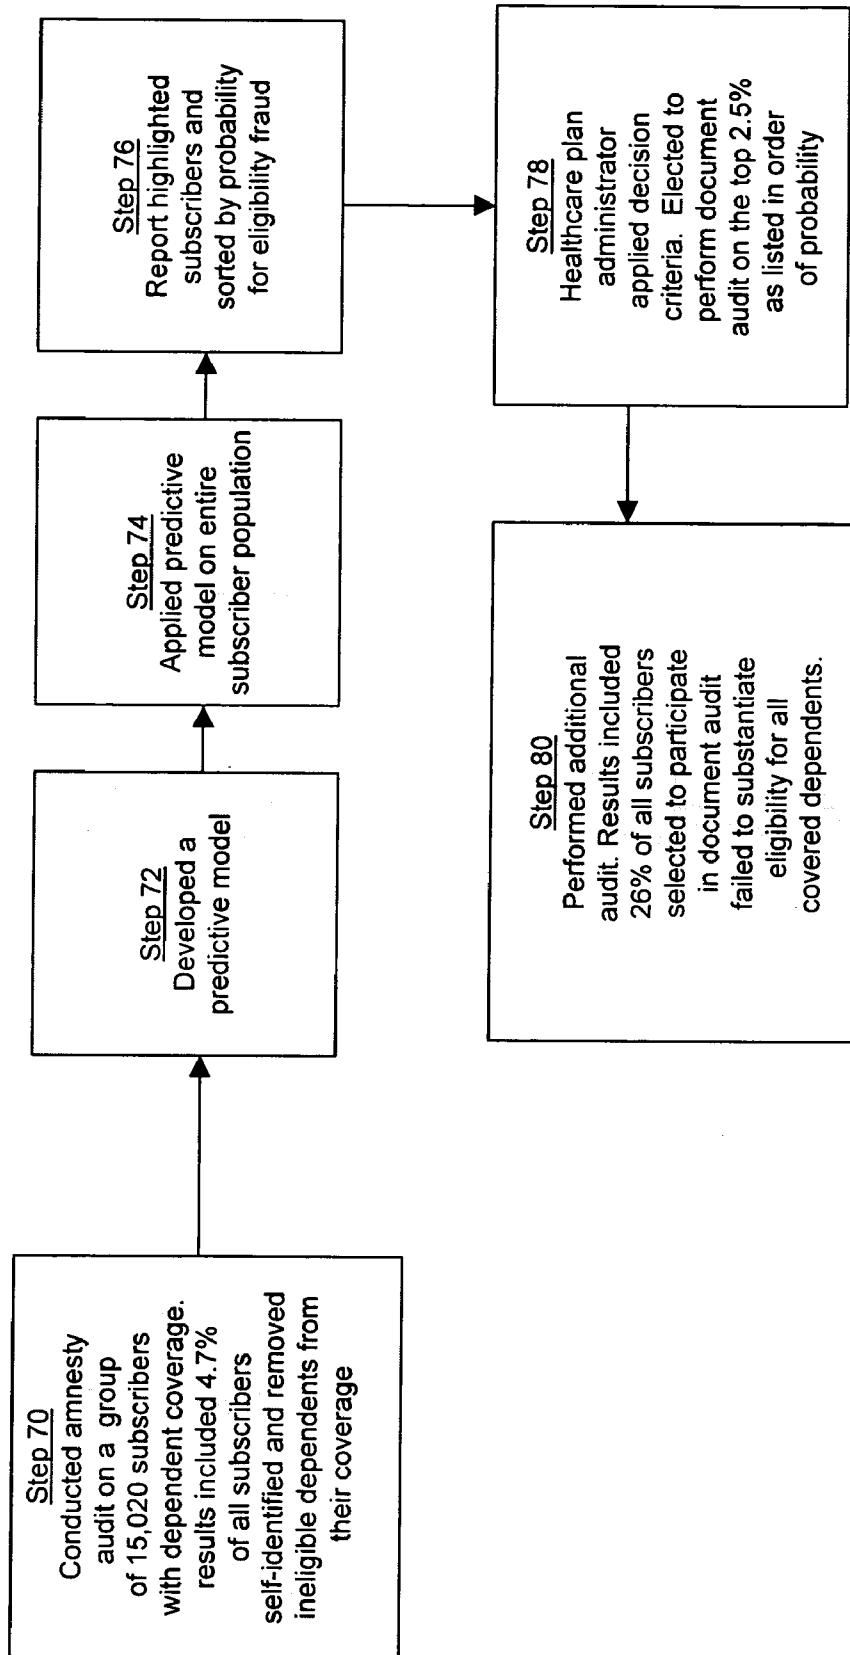 Step 70
Conducted amnesty
audit on a group
of 15,020 subscribers
with dependent coverage.
results included 4.7%
of all subscribers
self-identified and removed
ineligible dependents from
their coverage
Step 72
Developed a
predictive model
Step 74
Applied predictive
model on entire
subscriber population
Step 76
Report highlighted
subscribers and
sorted by probability
for eligibility fraud
Step 78
Healthcare plan
administrator
applied decision
criteria. Elected to
perform document
audit on the top 2.5%
as listed in order
of probability
Step 80
Performed additional
audit. Results included
26% of all subscribers
selected to participate
in document audit
failed to substantiate
eligibility for all
covered dependents.